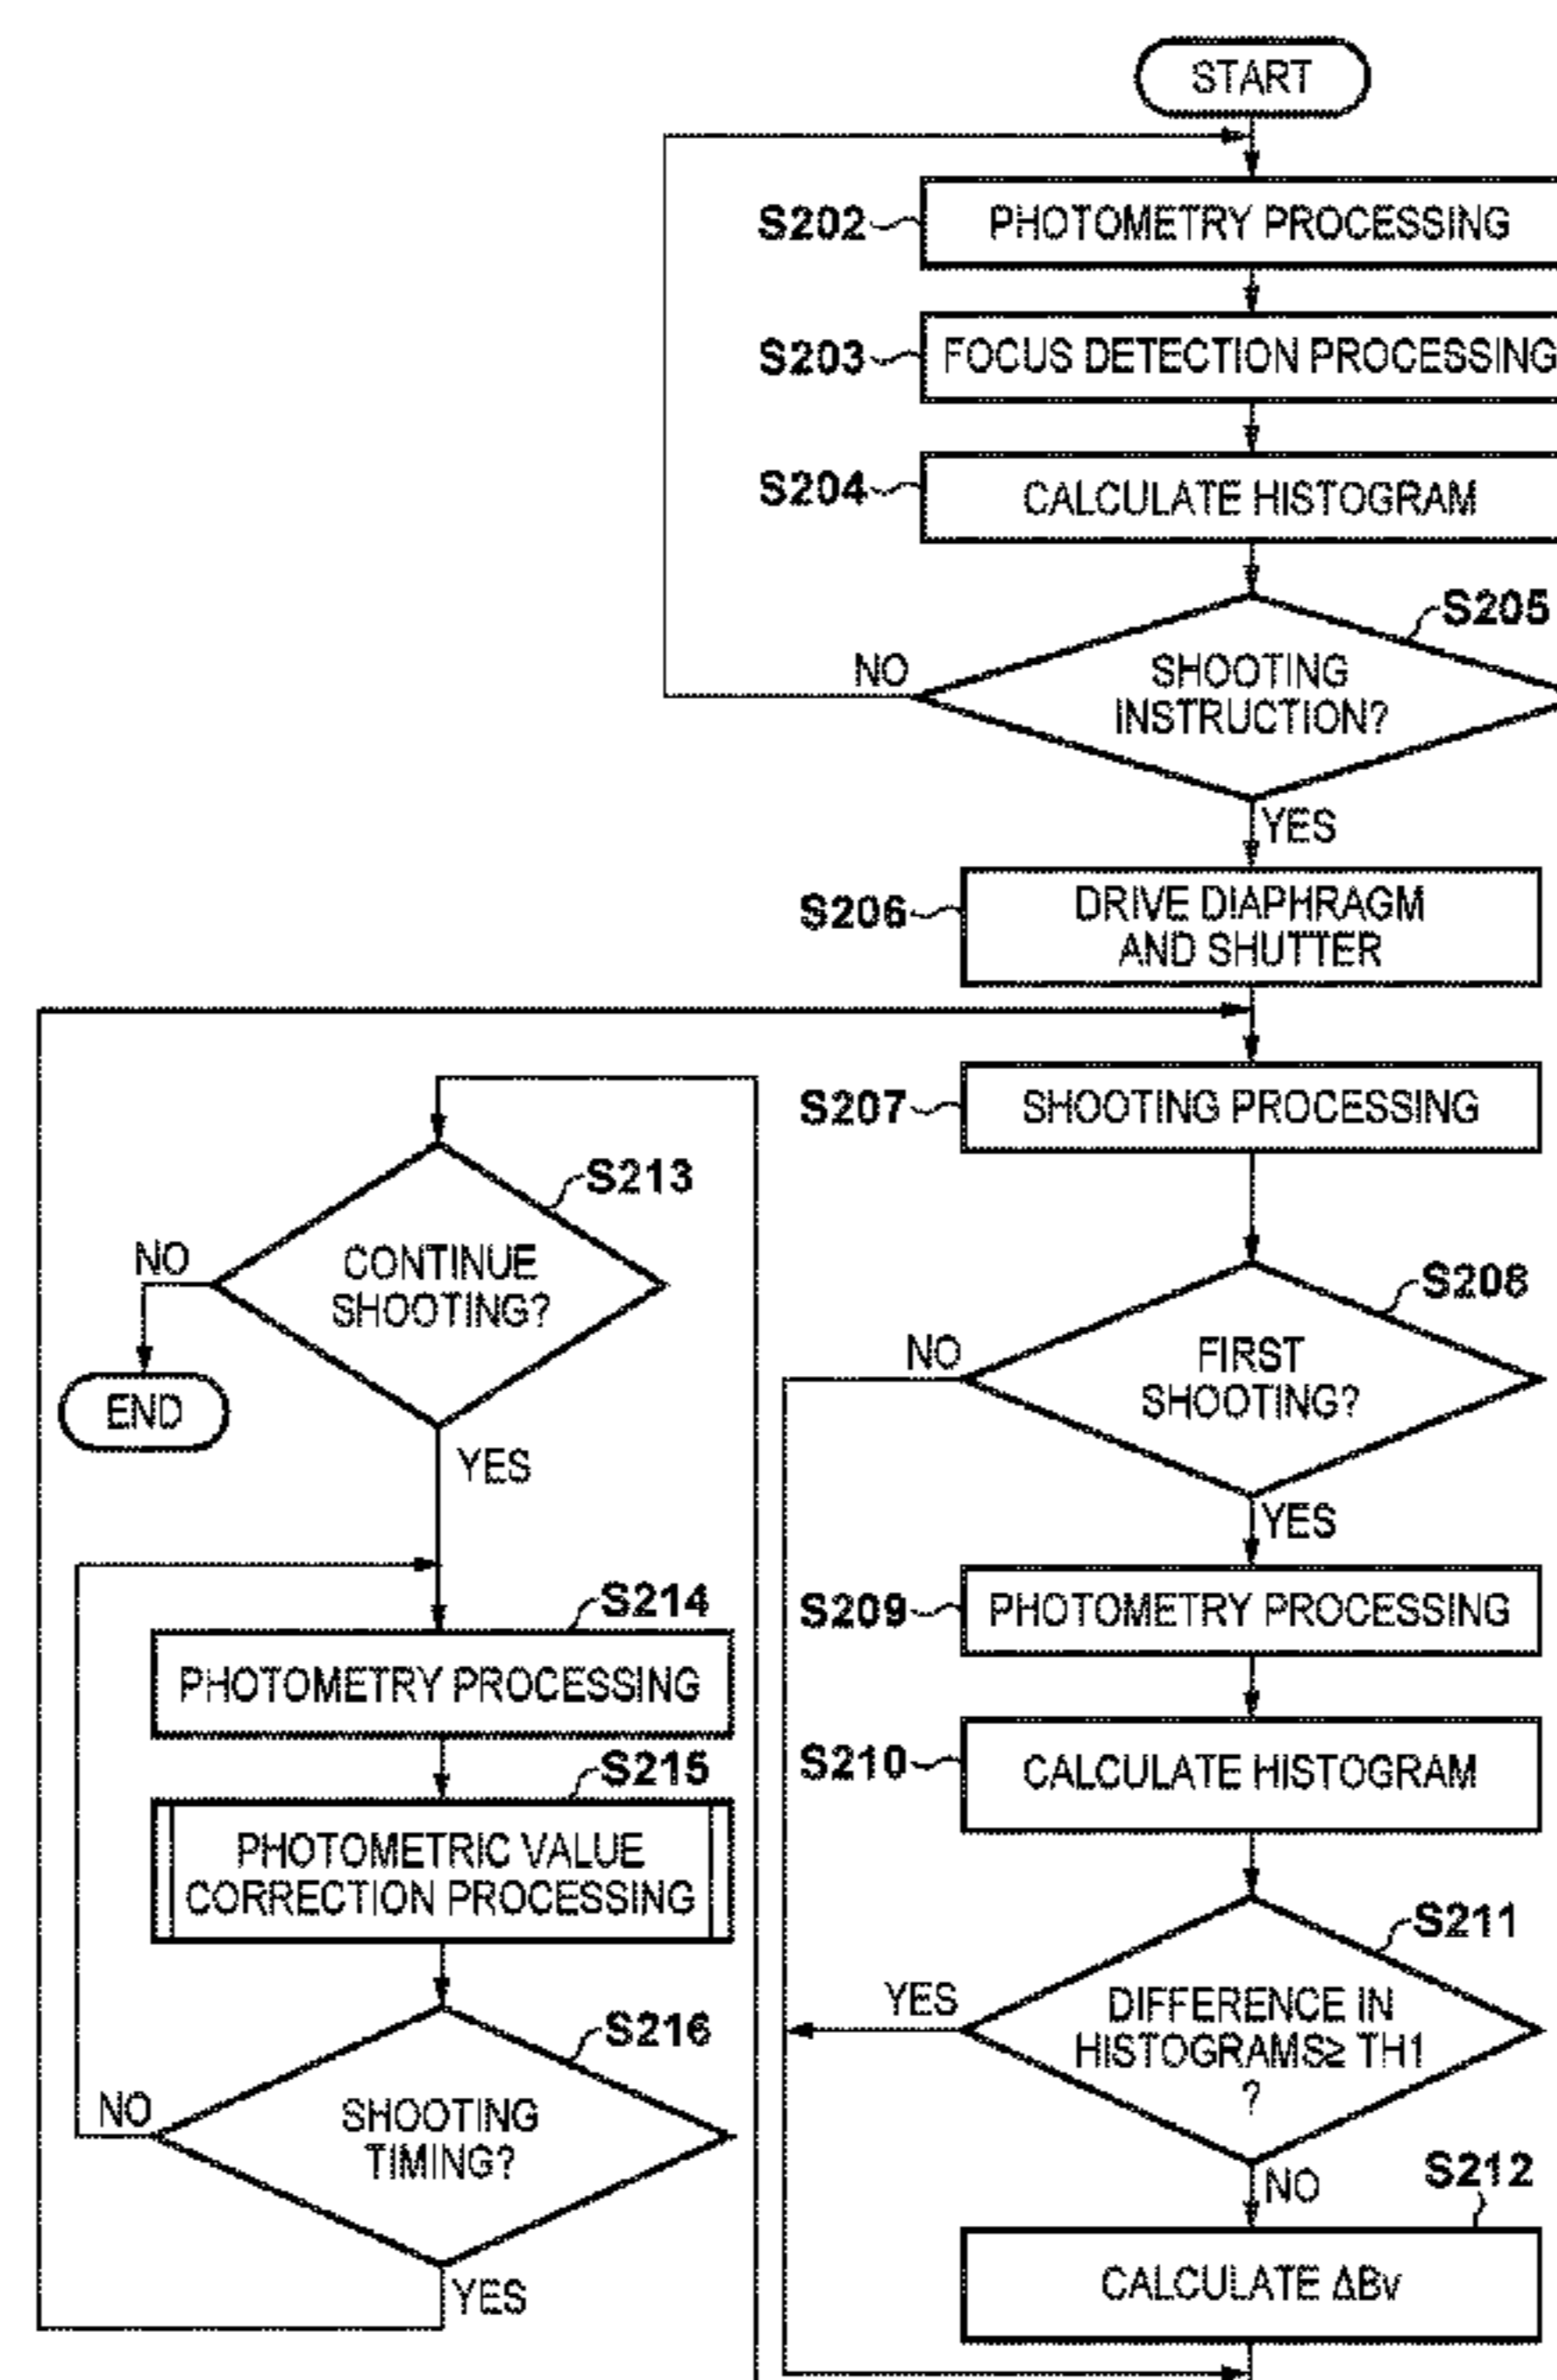 START
S202
PHOTOMETRY PROCESSING
S203
FOCUS DETECTION PROCESSING
S204
CALCULATE HISTOGRAM
S205
SHOOTING
INSTRUCTION?
NO
YES
S206
DRIVE DIAPHRAGM
AND SHUTTER
S207
SHOOTING PROCESSING
S208
FIRST
SHOOTING?
NO
YES
S209
PHOTOMETRY PROCESSING
S210
CALCULATE HISTOGRAM
S211
DIFFERENCE IN
HISTOGRAMS≥ TH1
?
YES
NO
S212
CALCULATE ΔBv
S213
CONTINUE
SHOOTING?
NO
END
YES
S214
PHOTOMETRY PROCESSING
S215
PHOTOMETRIC VALUE
CORRECTION PROCESSING
S216
SHOOTING
TIMING?
NO
YES